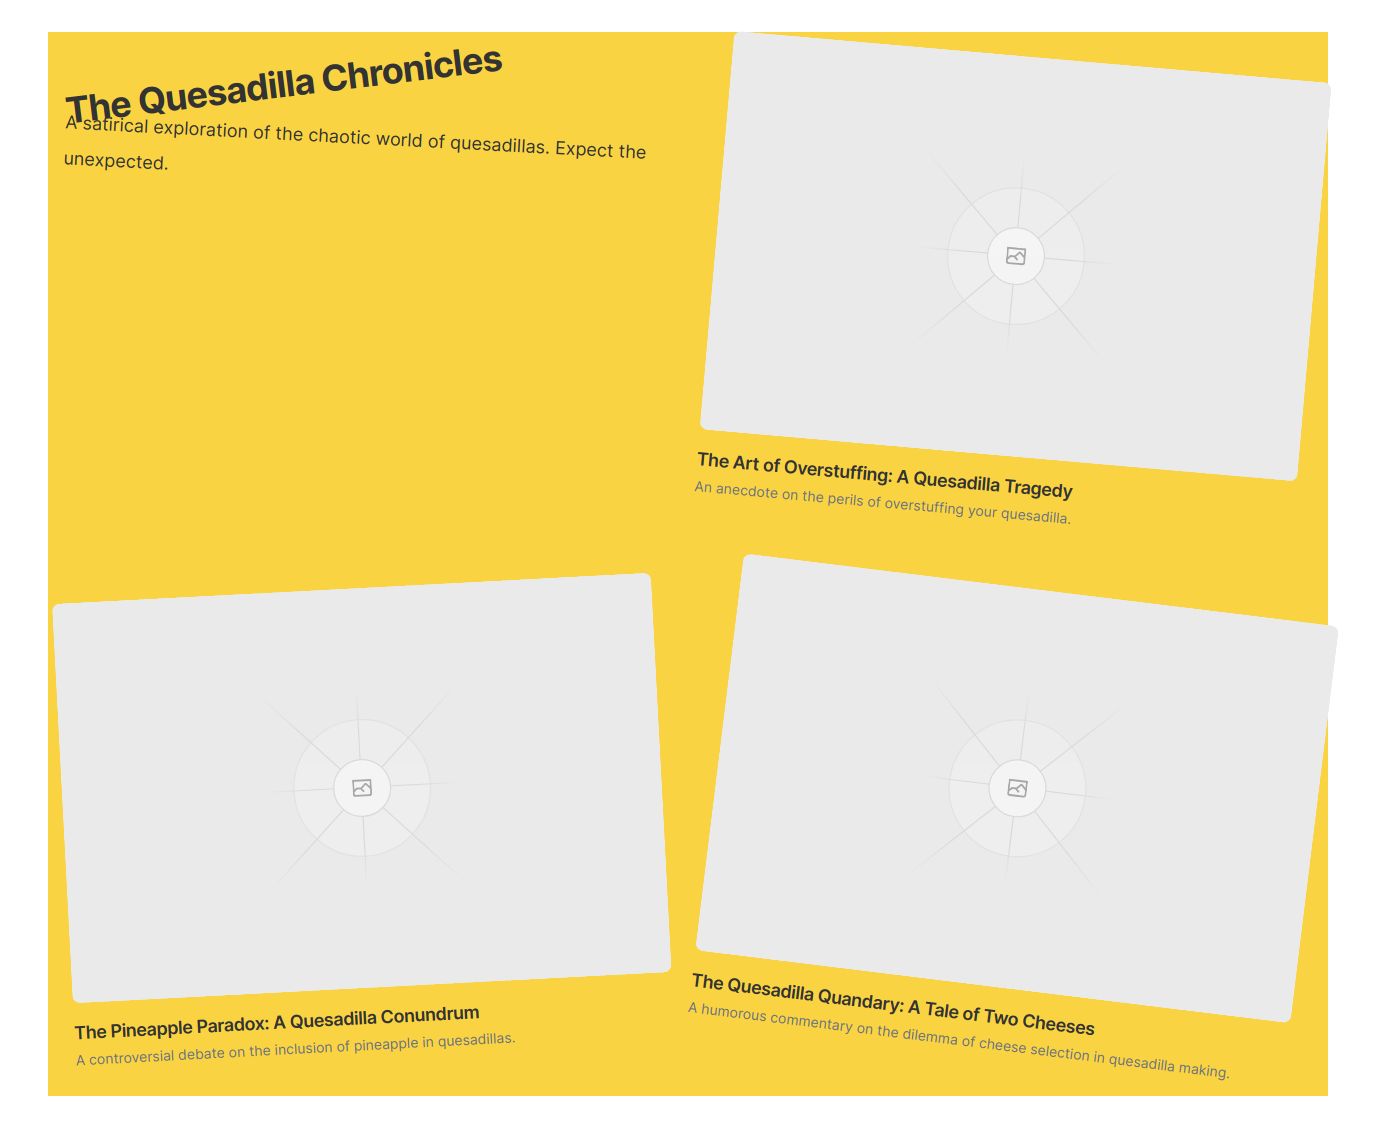 The Quesadilla Chronicles
A satirical exploration of the chaotic world of quesadillas. Expect the
unexpected.
The Art of Overstuffing: A Quesadilla Tragedy
An anecdote on the perils of overstuffing your quesadilla.
The Pineapple Paradox: A Quesadilla Conundrum
A controversial debate on the inclusion of pineapple in quesadillas.
The Quesadilla Quandary: A Tale of Two Cheeses
A humorous commentary on the dilemma of cheese selection in quesadilla making.